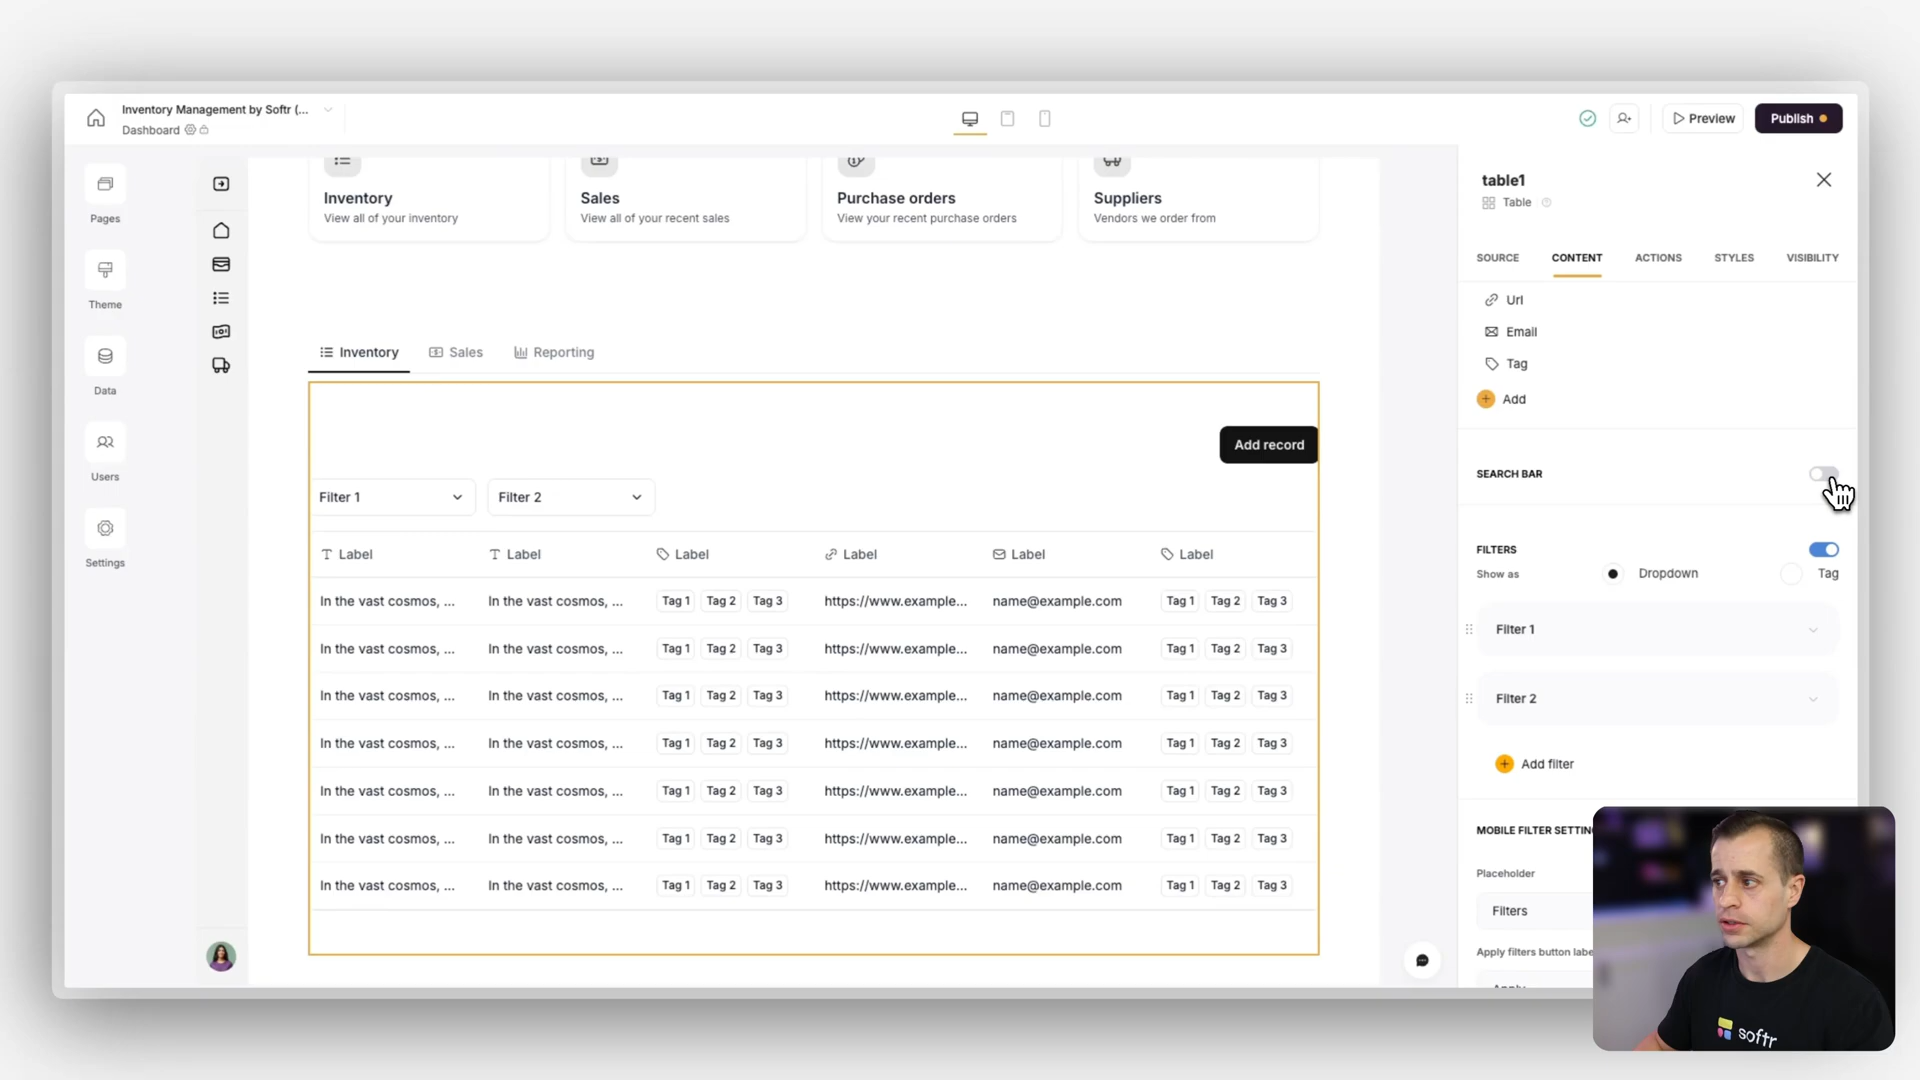 Inventory Management by Softr (...
Dashboard
Preview
Publish
Pages
Theme
Data
Users
Settings
Inventory
View all of your inventory
Sales
View all of your recent sales
Purchase orders
View your recent purchase orders
Suppliers
Vendors we order from
Inventory Sales Reporting
Add record
Filter 1 Filter 2
Label Label Label Label Label Label
In the vast cosmos, ... In the vast cosmos, ... Tag 1 Tag 2 Tag 3 https://www.example... name@example.com Tag 1 Tag 2 Tag 3
In the vast cosmos, ... In the vast cosmos, ... Tag 1 Tag 2 Tag 3 https://www.example... name@example.com Tag 1 Tag 2 Tag 3
In the vast cosmos, ... In the vast cosmos, ... Tag 1 Tag 2 Tag 3 https://www.example... name@example.com Tag 1 Tag 2 Tag 3
In the vast cosmos, ... In the vast cosmos, ... Tag 1 Tag 2 Tag 3 https://www.example... name@example.com Tag 1 Tag 2 Tag 3
In the vast cosmos, ... In the vast cosmos, ... Tag 1 Tag 2 Tag 3 https://www.example... name@example.com Tag 1 Tag 2 Tag 3
In the vast cosmos, ... In the vast cosmos, ... Tag 1 Tag 2 Tag 3 https://www.example... name@example.com Tag 1 Tag 2 Tag 3
In the vast cosmos, ... In the vast cosmos, ... Tag 1 Tag 2 Tag 3 https://www.example... name@example.com Tag 1 Tag 2 Tag 3
table1
Table
SOURCE CONTENT ACTIONS STYLES VISIBILITY
Url
Email
Tag
Add
SEARCH BAR
FILTERS
Show as Dropdown Tag
Filter 1
Filter 2
Add filter
MOBILE FILTER
Placeholder
Filters
Apply filters button
softr